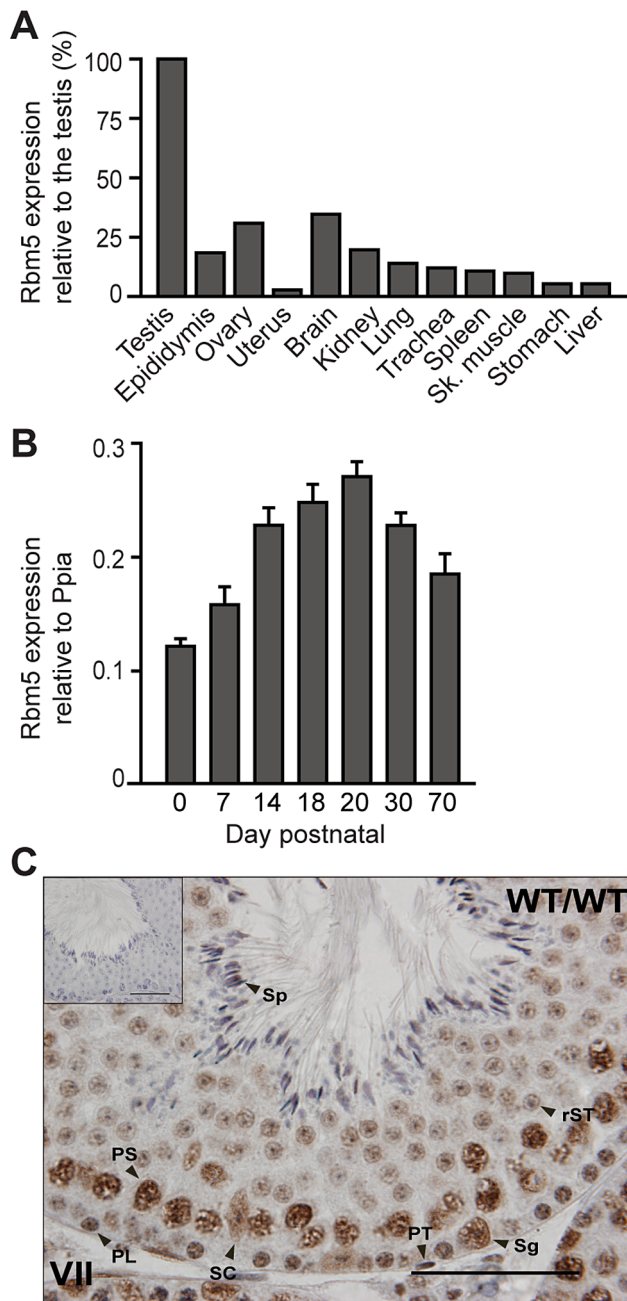 A
Rbm5 expression
relative to the testis (%)
100
75
50
25
0
Testis
Epididymis
Ovary
Uterus
Brain
Kidney
Lung
Trachea
Spleen
Sk. muscle
Stomach
Liver
B
Rbm5 expression
relative to Ppia
0.3
0.2
0.1
0
0 7 14 18 20 30 70
Day postnatal
C
WT/WT
Sp
rST
PS
PL
SC
PT
Sg
VII